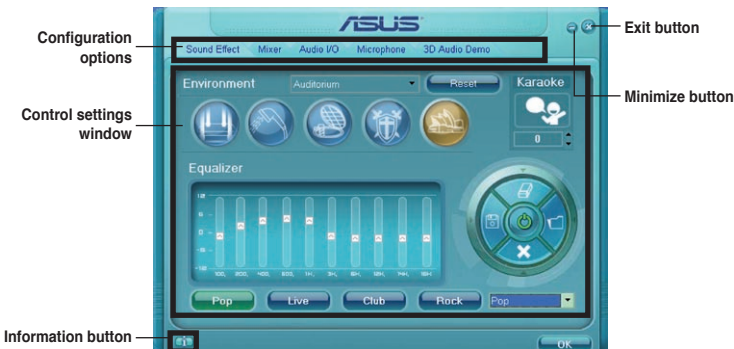 ASUS
Exit button
Configuration options
Sound Effect Mixer Audio I/O Microphone 3D Audio Demo
Minimize button
Environment Auditorium Reset Karaoke
Control settings window
0
Equalizer
Pop Live Club Rock Pop
Information button
i
OK